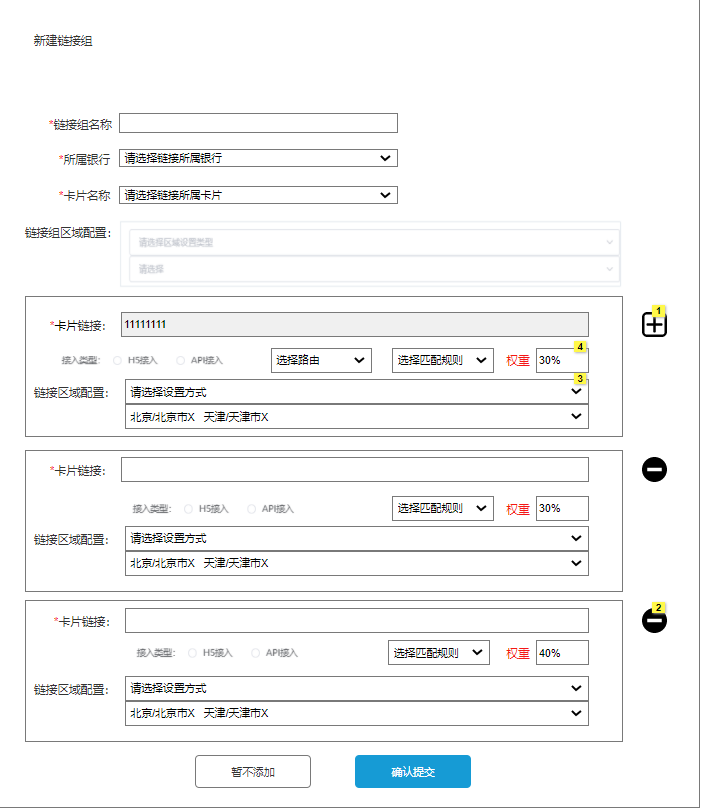 新建链接组
*链接组名称
*所属银行 请选择链接所属银行
*卡片名称 请选择链接所属卡片
链接组区域配置: 请选择区域设置类型
请选择
1
*卡片链接: 11111111
接入类型: H5接入 API接入 选择路由 选择匹配规则 权重 30% 4
3
链接区域配置: 请选择设置方式
北京/北京市X 天津/天津市X
*卡片链接:
接入类型: H5接入 API接入 选择匹配规则 权重 30%
链接区域配置: 请选择设置方式
北京/北京市X 天津/天津市X
2
*卡片链接:
接入类型: H5接入 API接入 选择匹配规则 权重 40%
链接区域配置: 请选择设置方式
北京/北京市X 天津/天津市X
暂不添加 确认提交